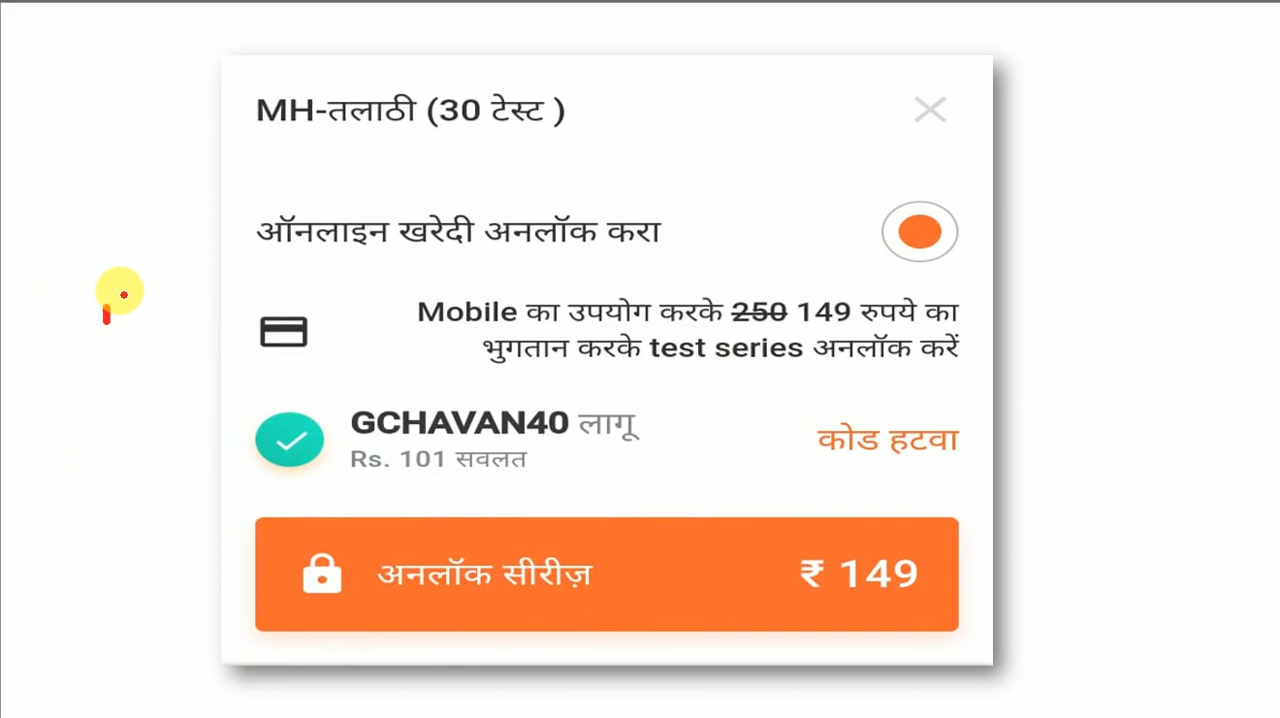 MH-तलाठी (30 टेस्ट )
ऑनलाइन खरेदी अनलॉक करा
Mobile का उपयोग करके 250 149 रुपये का
भुगतान करके test series अनलॉक करें
GCHAVAN40 लागू
Rs. 101 सवलत
कोड हटवा
अनलॉक सीरीज़ ₹ 149